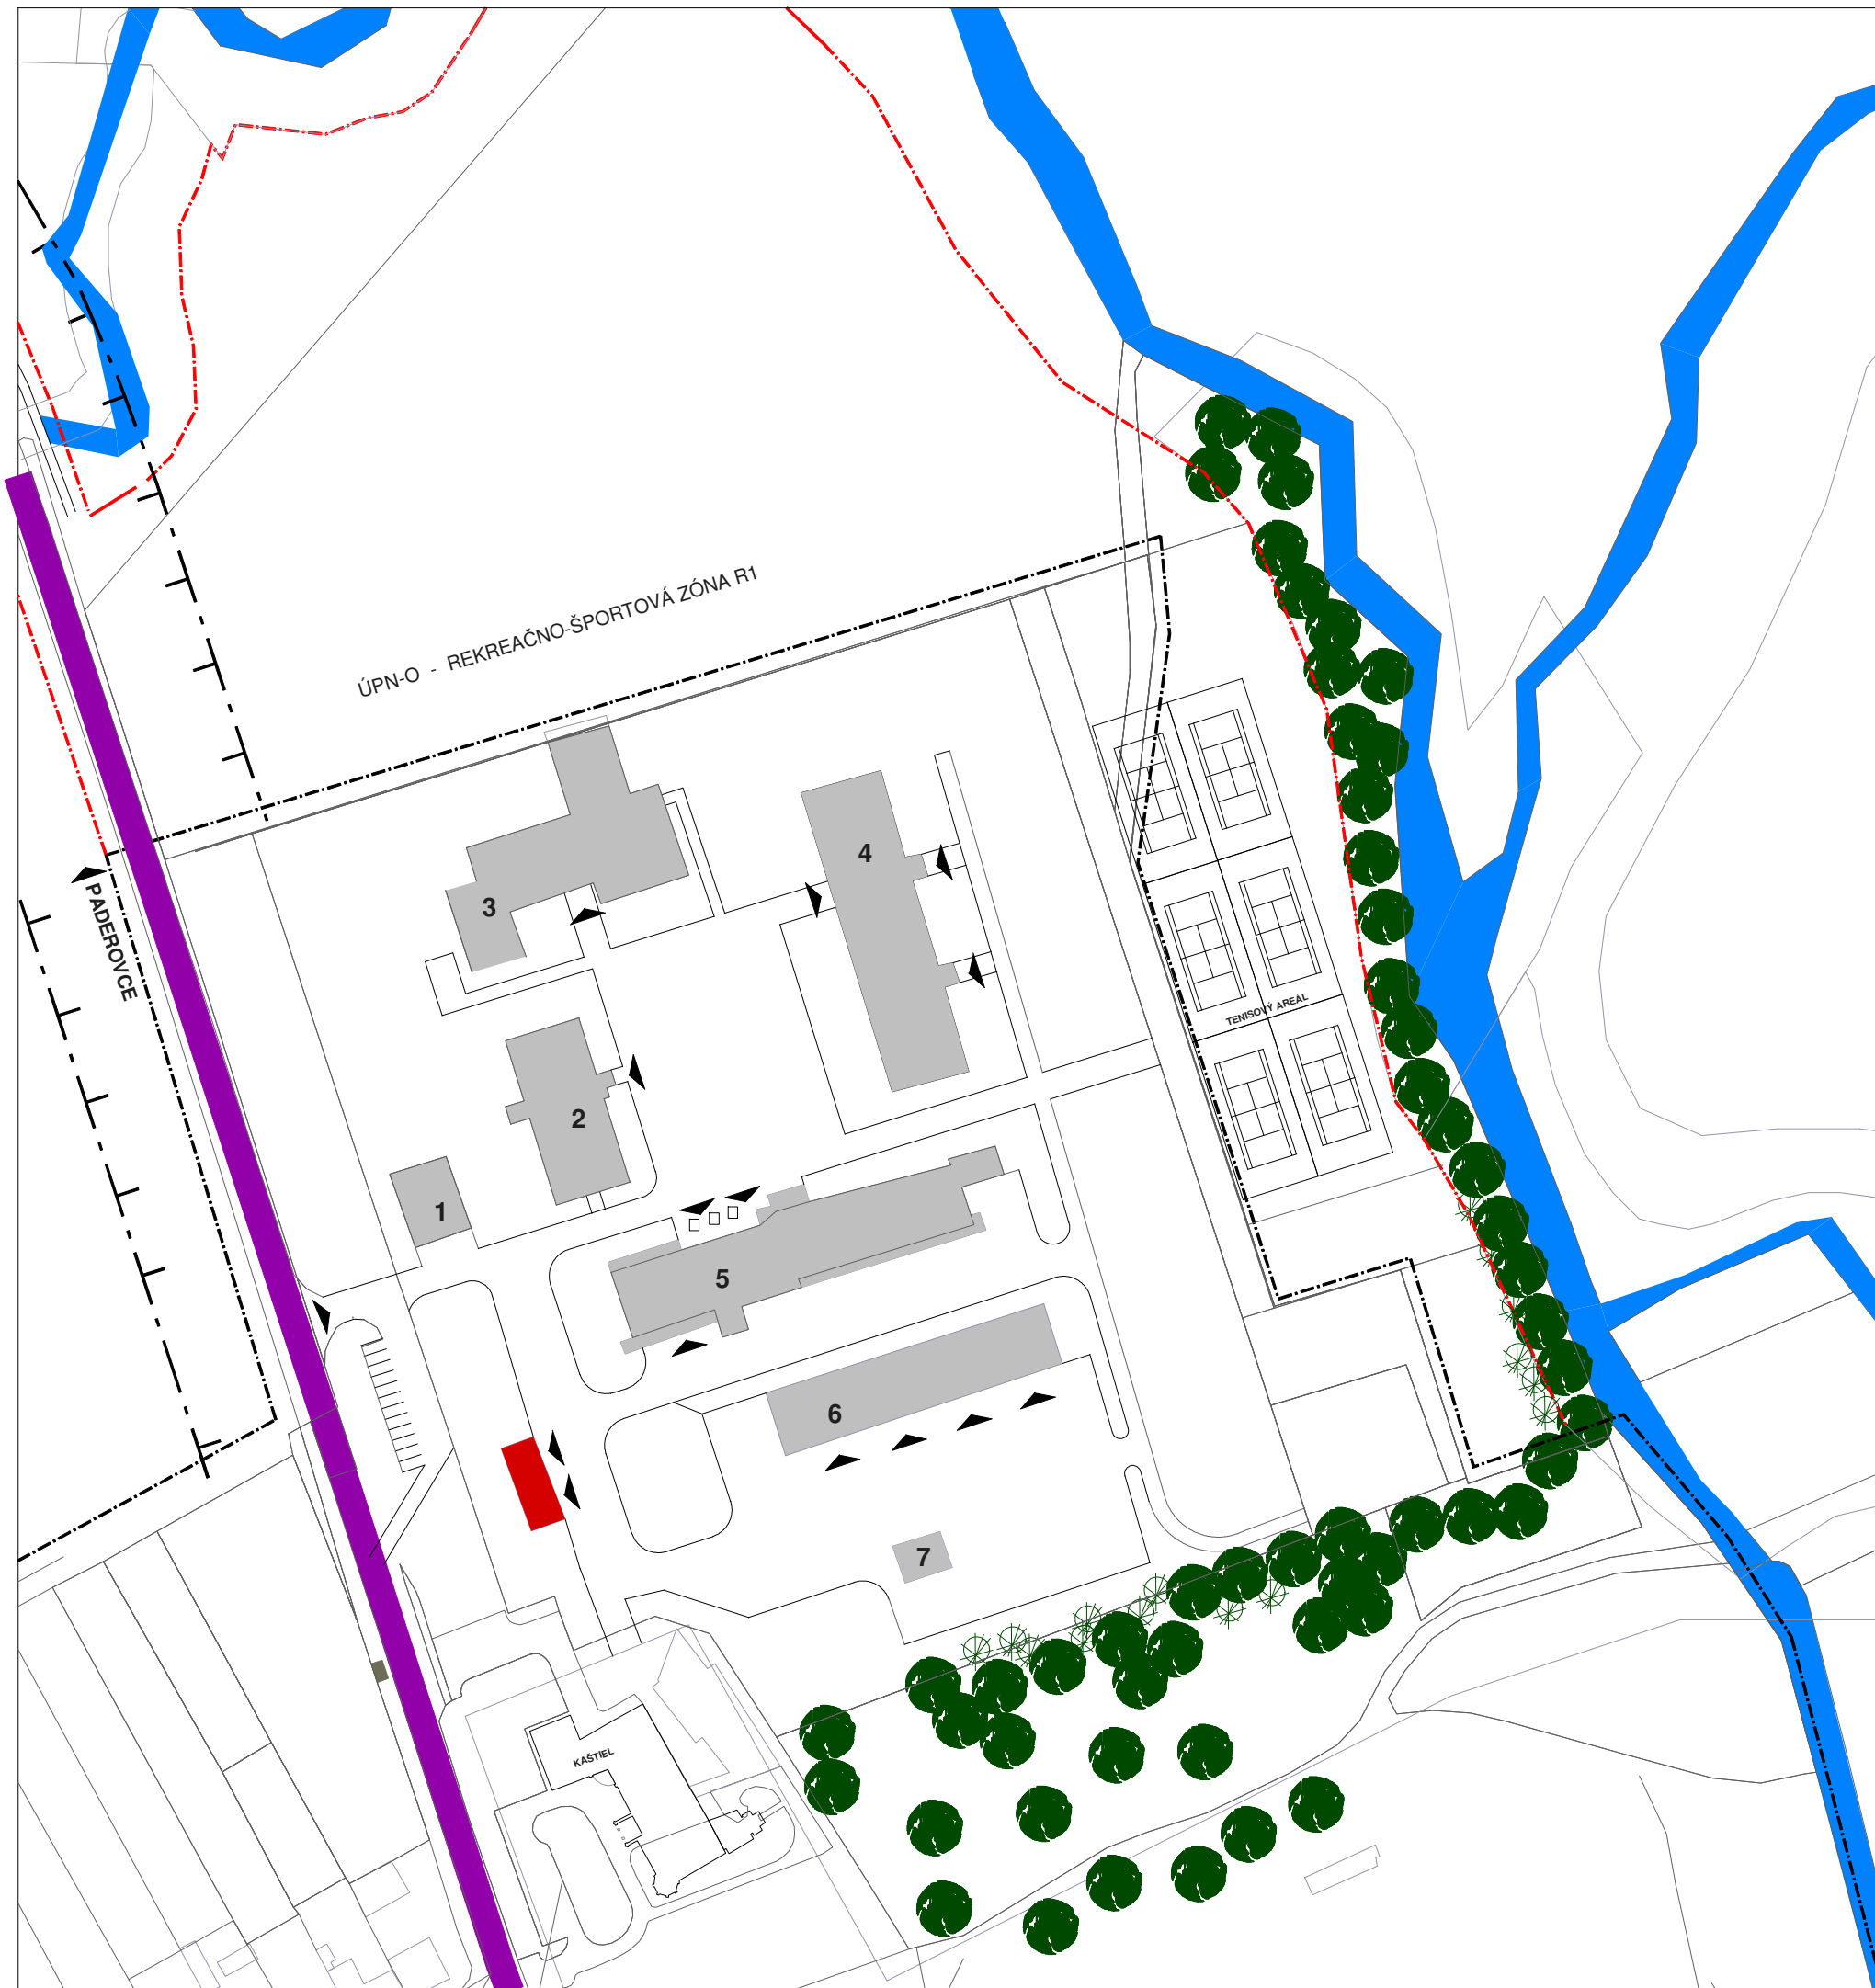 ÚPN-O - REKREAČNO-ŠPORTOVÁ ZÓNA R1
4
3
PADEROVCE
TENISOVÝ AREÁL
2
1
5
6
7
KAŠTIEL